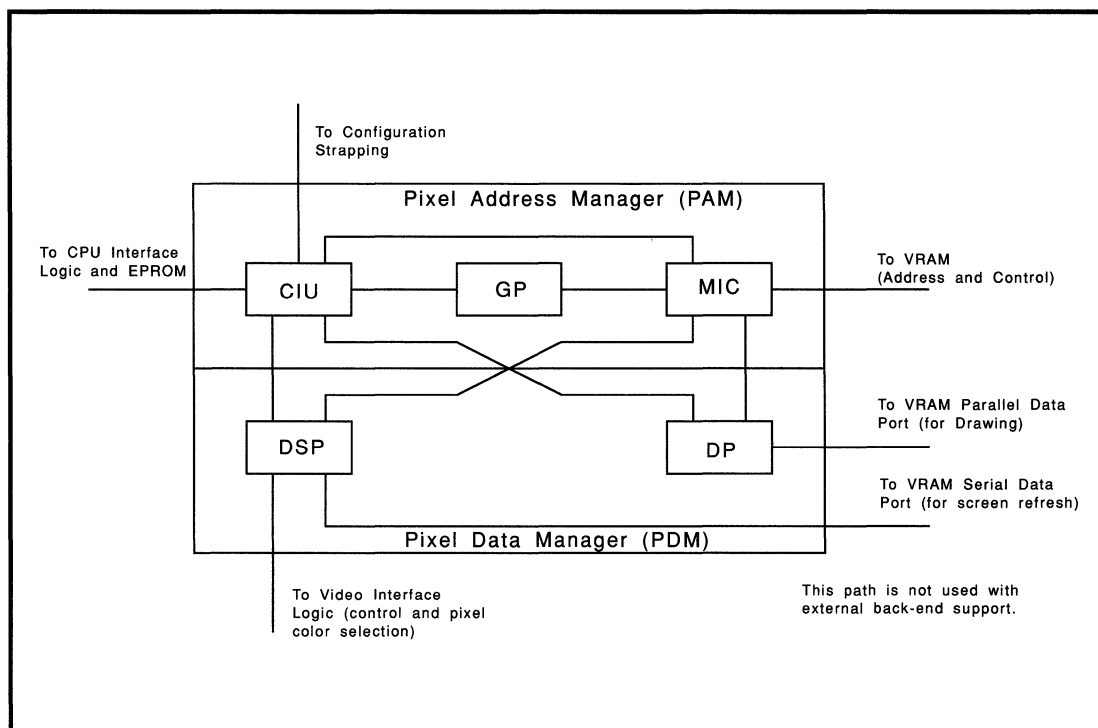 To Configuration
Strapping
Pixel Address Manager (PAM)
To CPU Interface
Logic and EPROM
CIU
GP
MIC
To VRAM
(Address and Control)
DSP
DP
To VRAM Parallel Data
Port (for Drawing)
To VRAM Serial Data
Port (for screen refresh)
Pixel Data Manager (PDM)
To Video Interface
Logic (control and pixel
color selection)
This path is not used with
external back-end support.